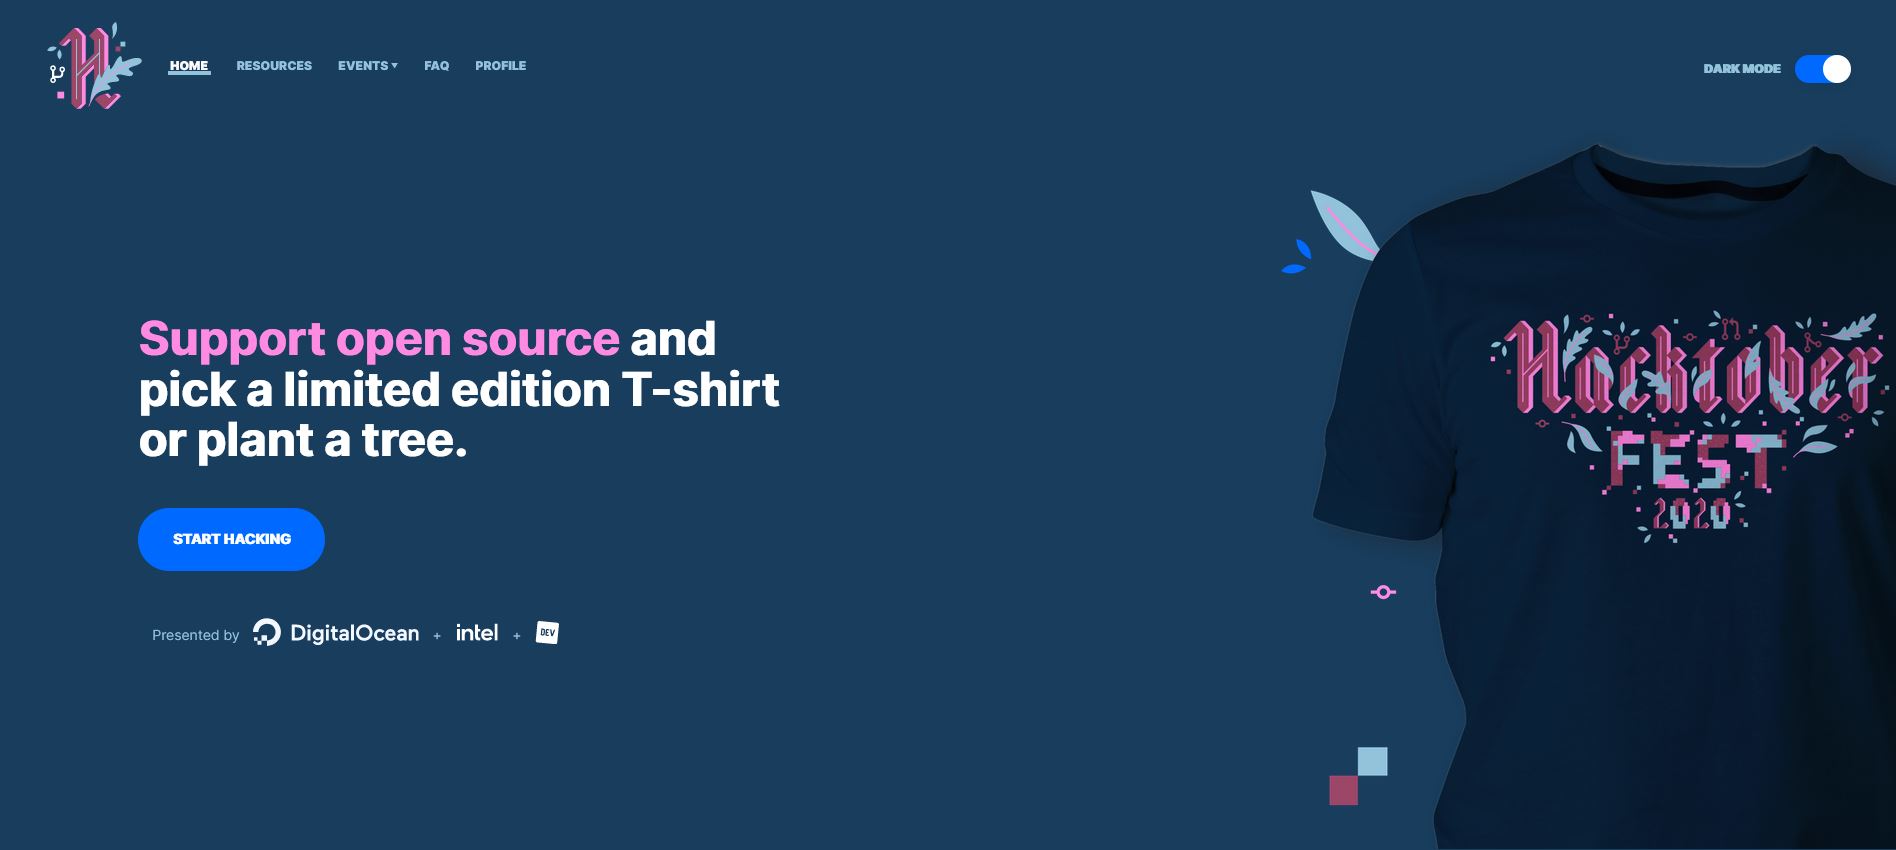 HOME RESOURCES EVENTS FAQ PROFILE
DARK MODE
Support open source and
pick a limited edition T-shirt
or plant a tree.
START HACKING
Presented by DigitalOcean + intel + DEV
Hacktober
FEST
2020